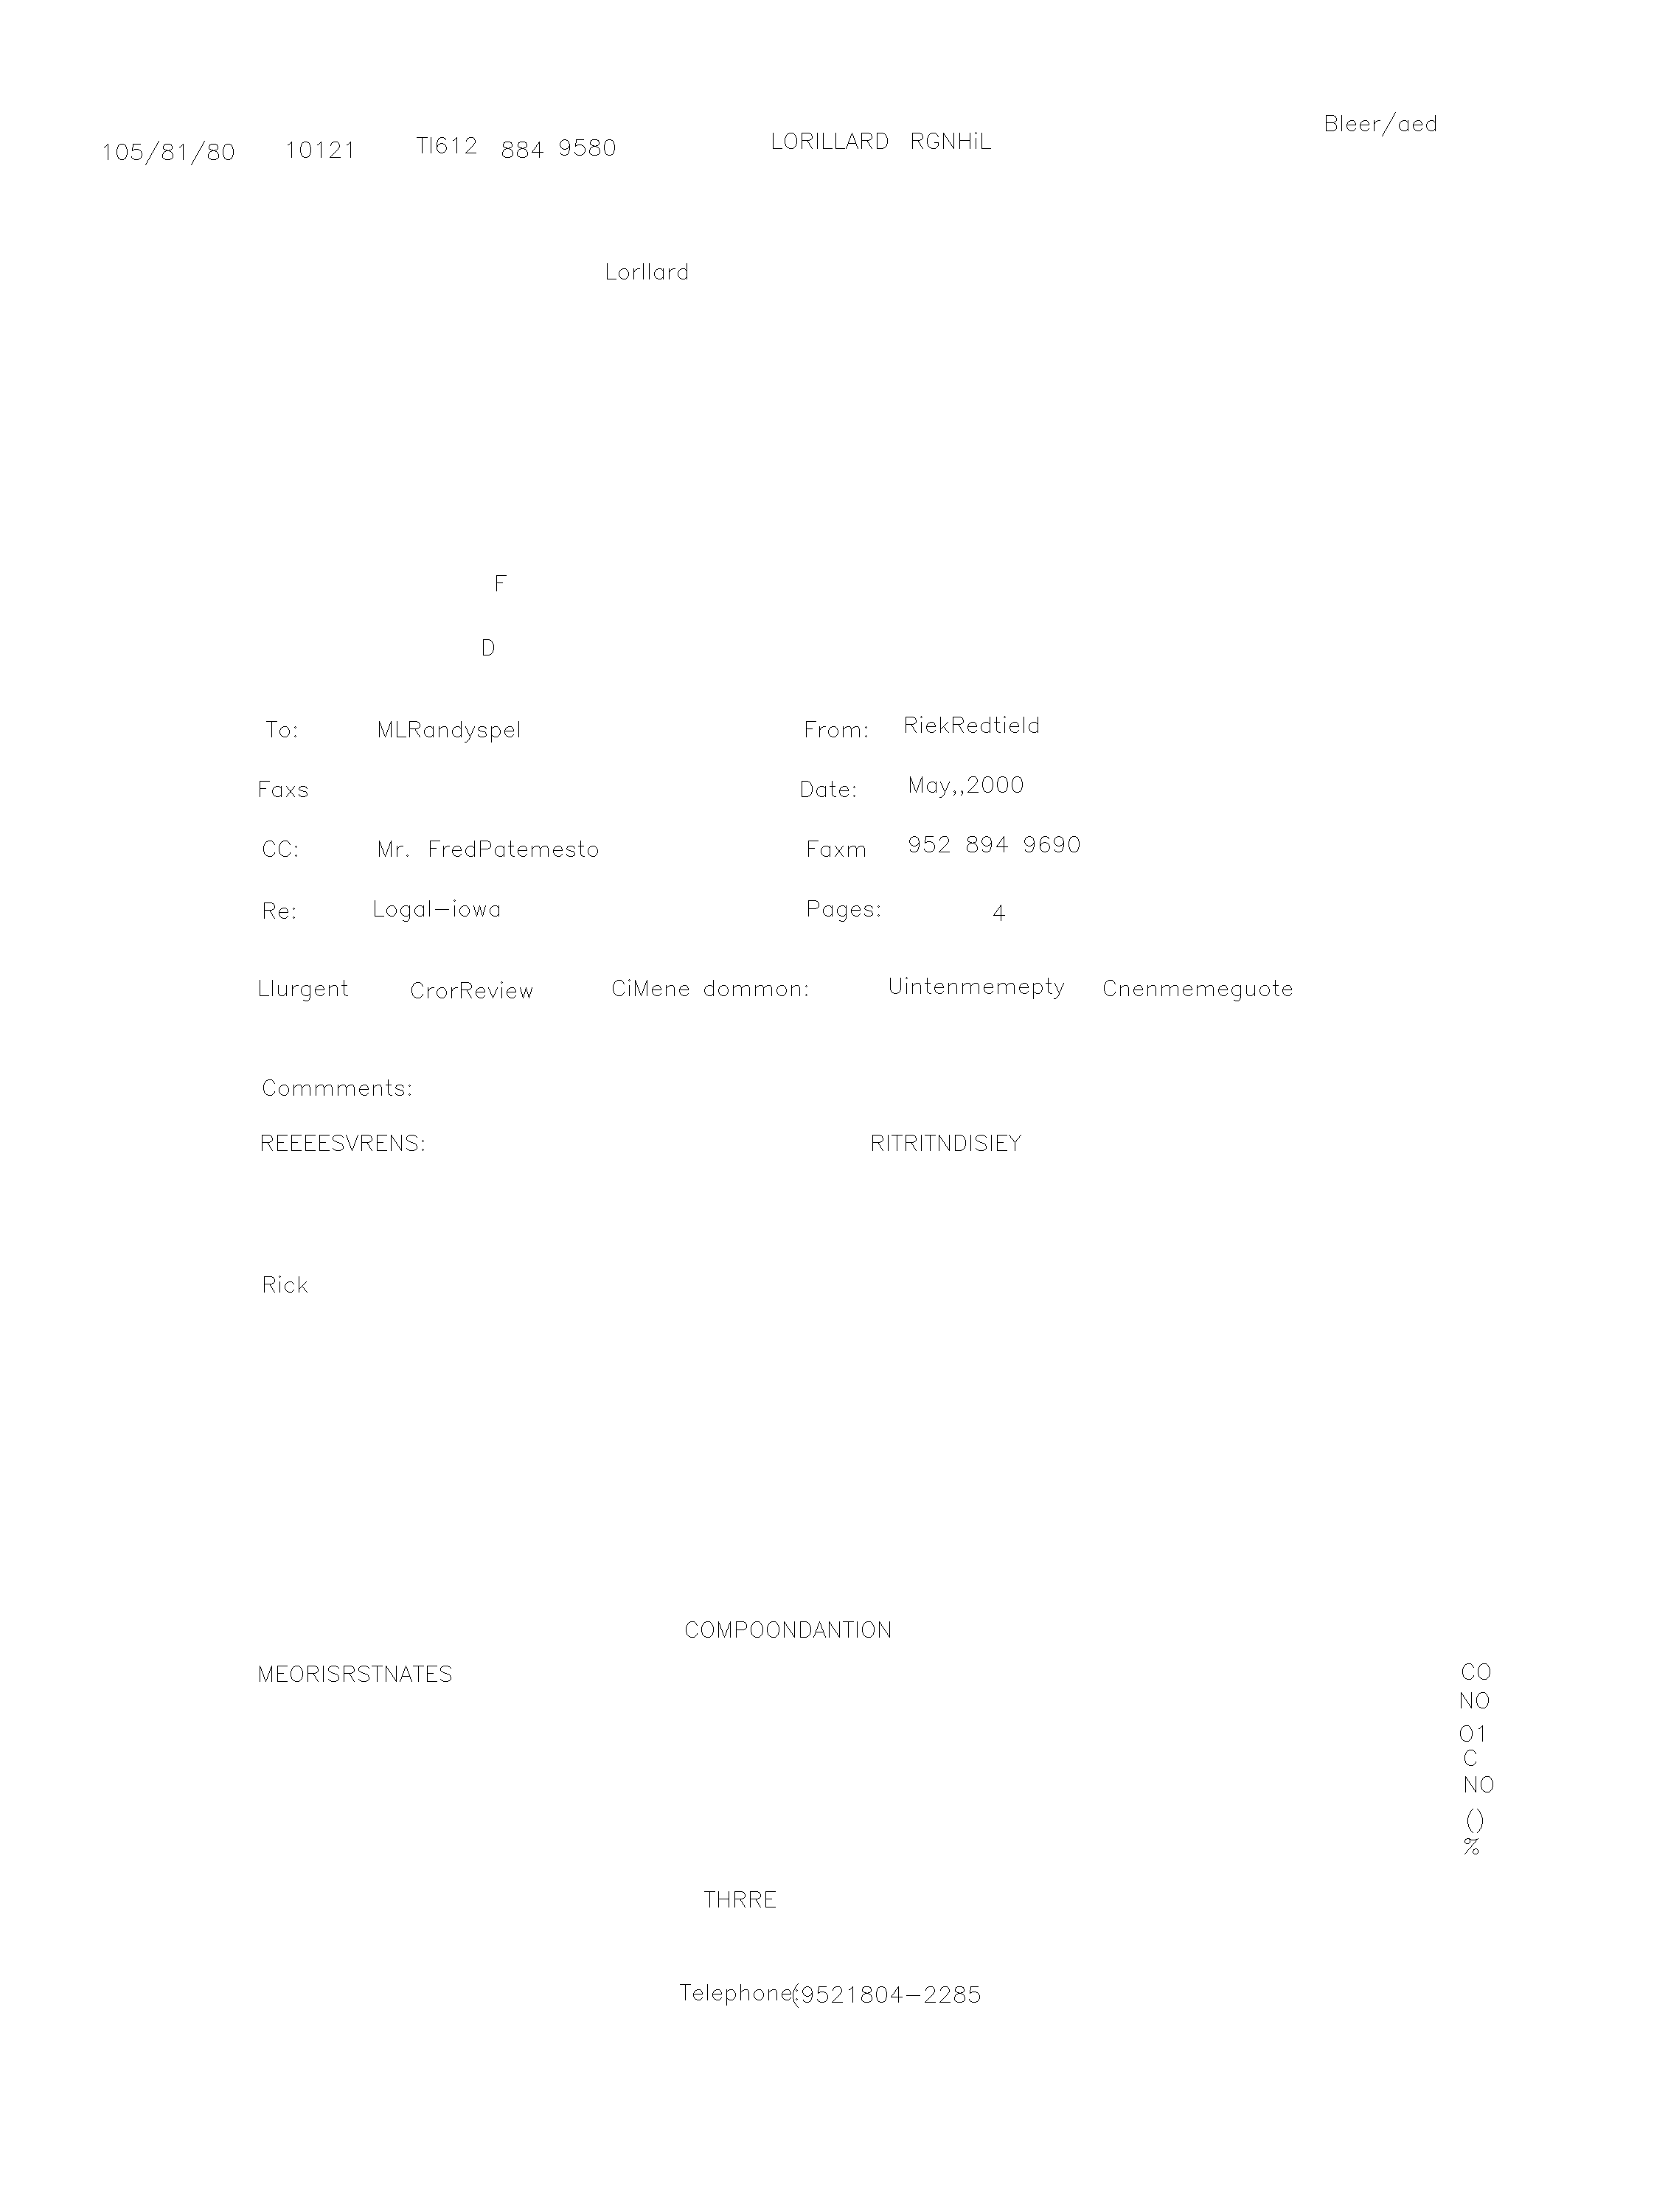 105/81/80 10121 TI612 884 9580 LORILLARD RGNHiL Bleer/aed
Lorllard
F
D
To: MLRandyspel From: RiekRedtield
Faxs Date: May,,2000
CC: Mr. FredPatemesto Faxm 952 894 9690
Re: Logal-iowa Pages: 4
Llurgent CrorReview CiMene dommon: Uintenmemepty Cnenmemeguote
Commments:
REEEESVRENS: RITRITNDISIEY
Rick
COMPOONDANTION
MEORISRSTNATES CO
NO
01
C
NO
()
%
THRRE
Telephone:(9521804-2285